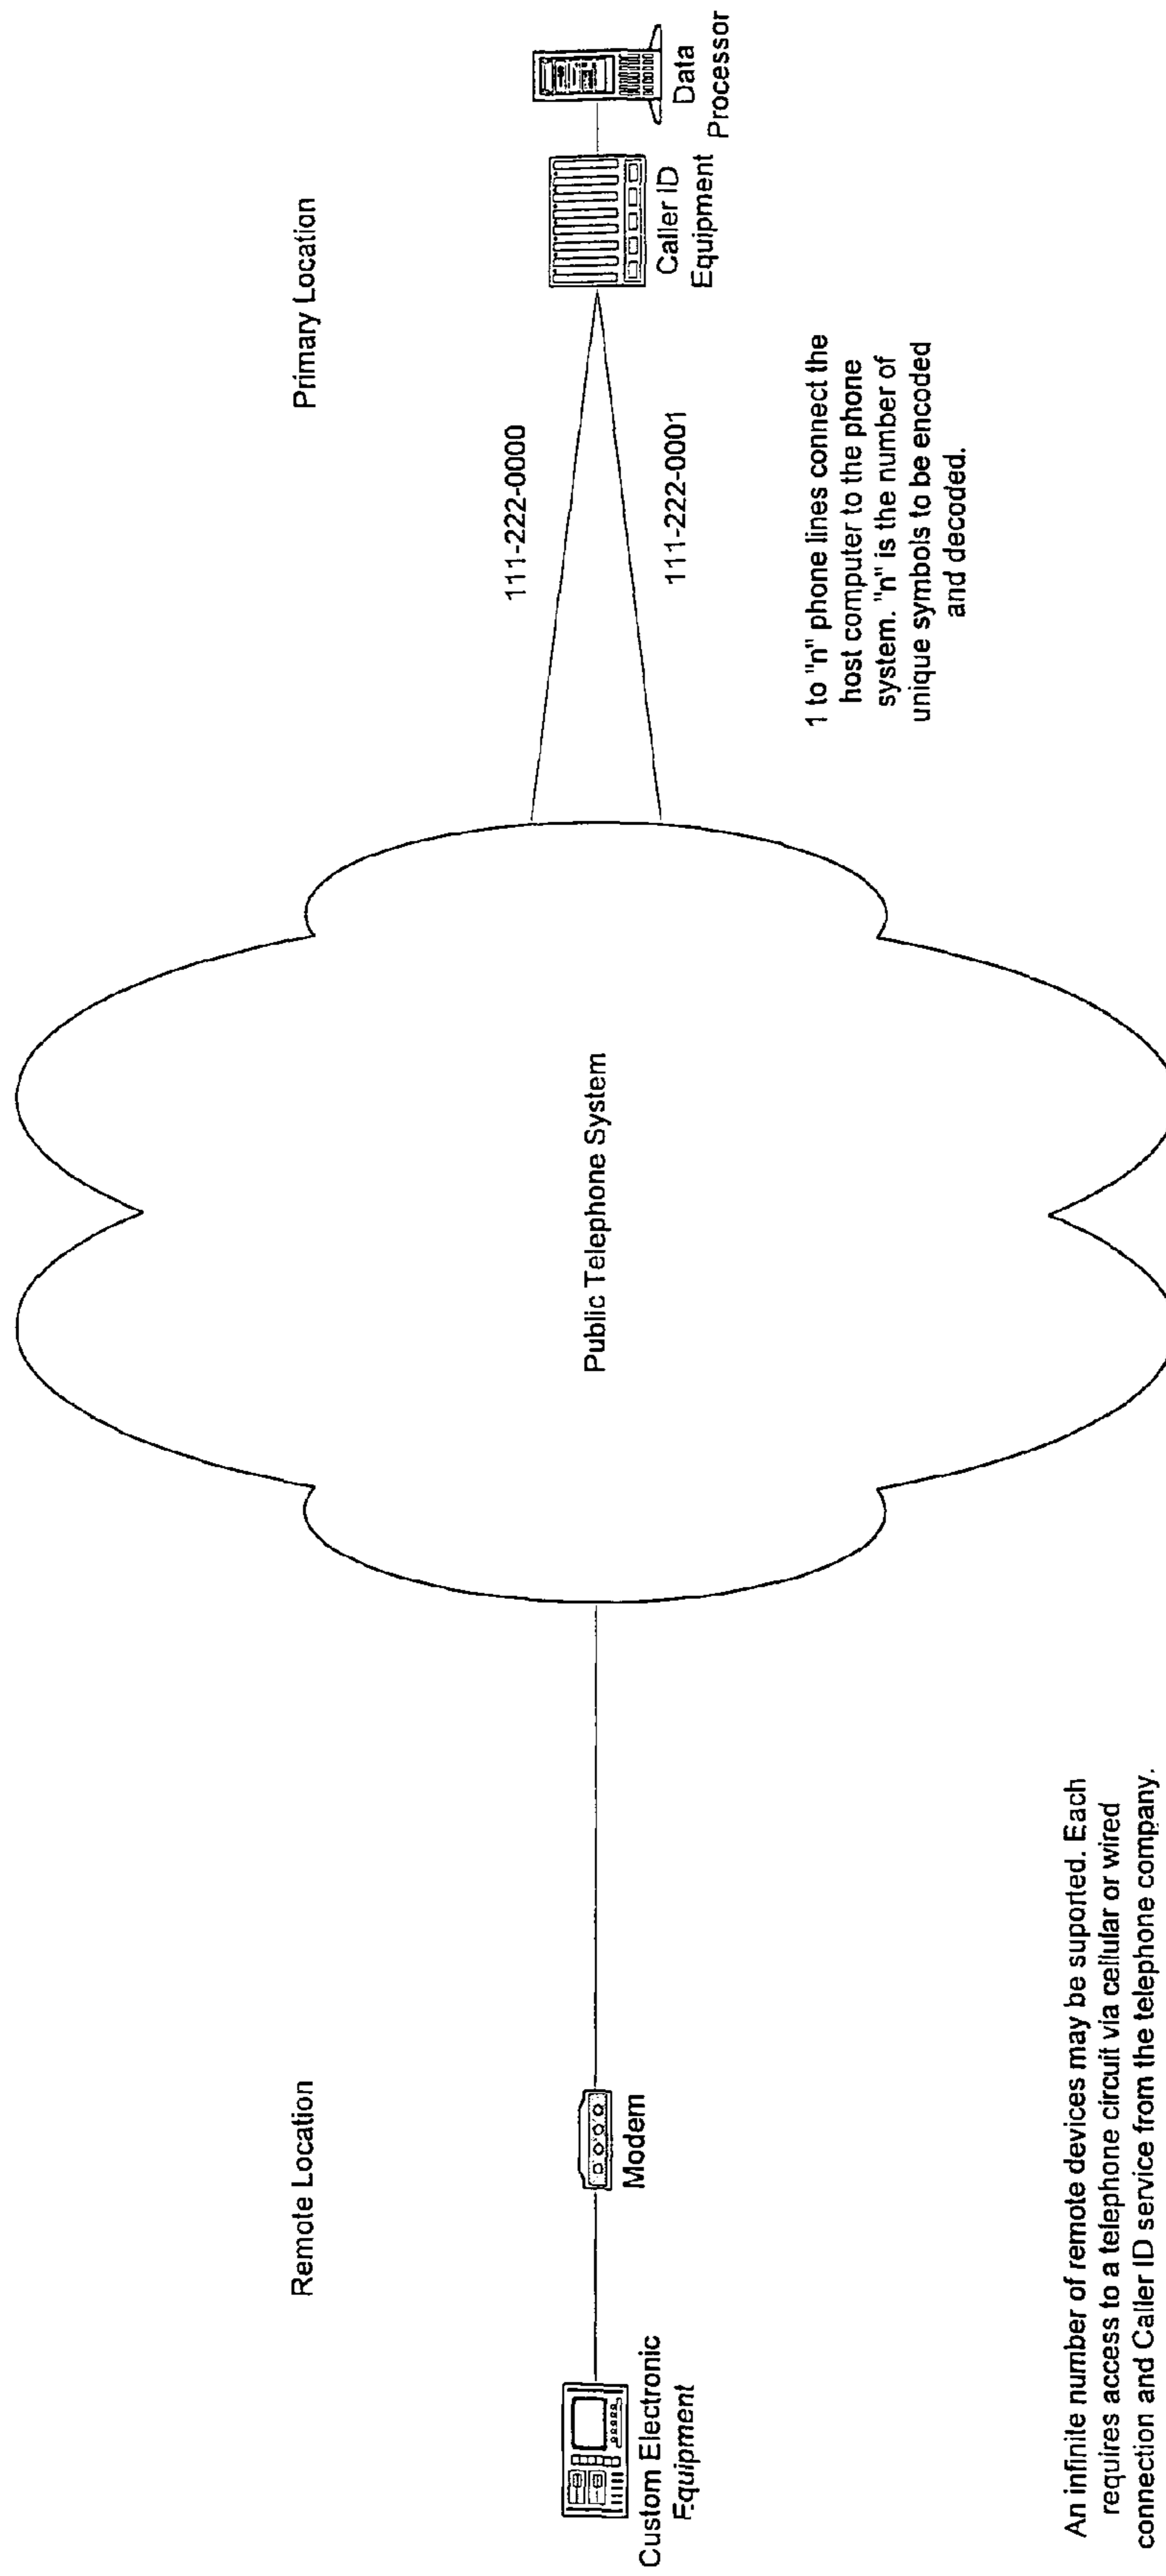 Remote Location
Primary Location
Custom Electronic
Equipment
Modem
Public Telephone System
111-222-0000
111-222-0001
Caller ID
Equipment
Data
Processor
1 to "n" phone lines connect the
host computer to the phone
system. "n" is the number of
unique symbols to be encoded
and decoded.
An infinite number of remote devices may be suported. Each
requires access to a telephone circuit via cellular or wired
connection and Caller ID service from the telephone company.